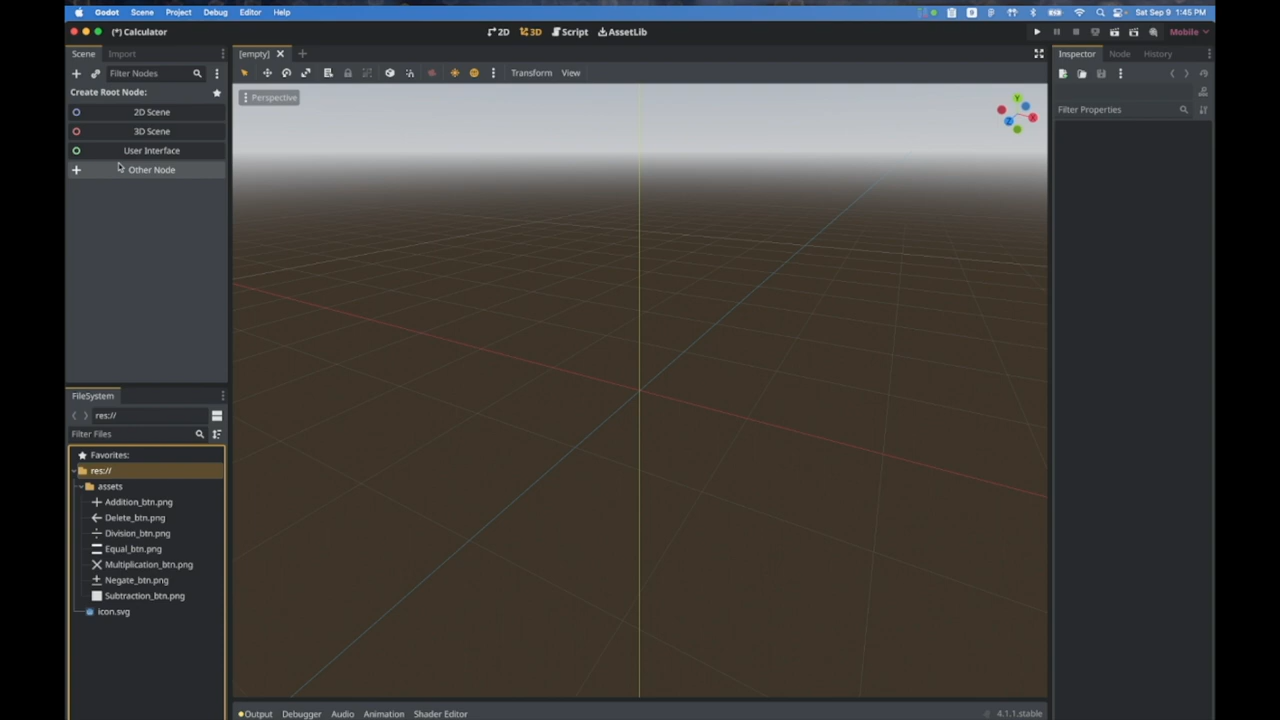 Godot Scene Project Debug Editor Help
9 Sat Sep 9 1:45 PM
(*) Calculator
2D 3D Script AssetLib
Mobile
Scene Import
[empty]
Inspector Node History
Filter Nodes
Transform View
Create Root Node:
Perspective
Y
X
Z
Filter Properties
2D Scene
3D Scene
User Interface
Other Node
FileSystem
res://
Filter Files
Favorites:
res://
assets
Addition_btn.png
Delete_btn.png
Division_btn.png
Equal_btn.png
Multiplication_btn.png
Negate_btn.png
Subtraction_btn.png
icon.svg
Output Debugger Audio Animation Shader Editor
4.1.1.stable